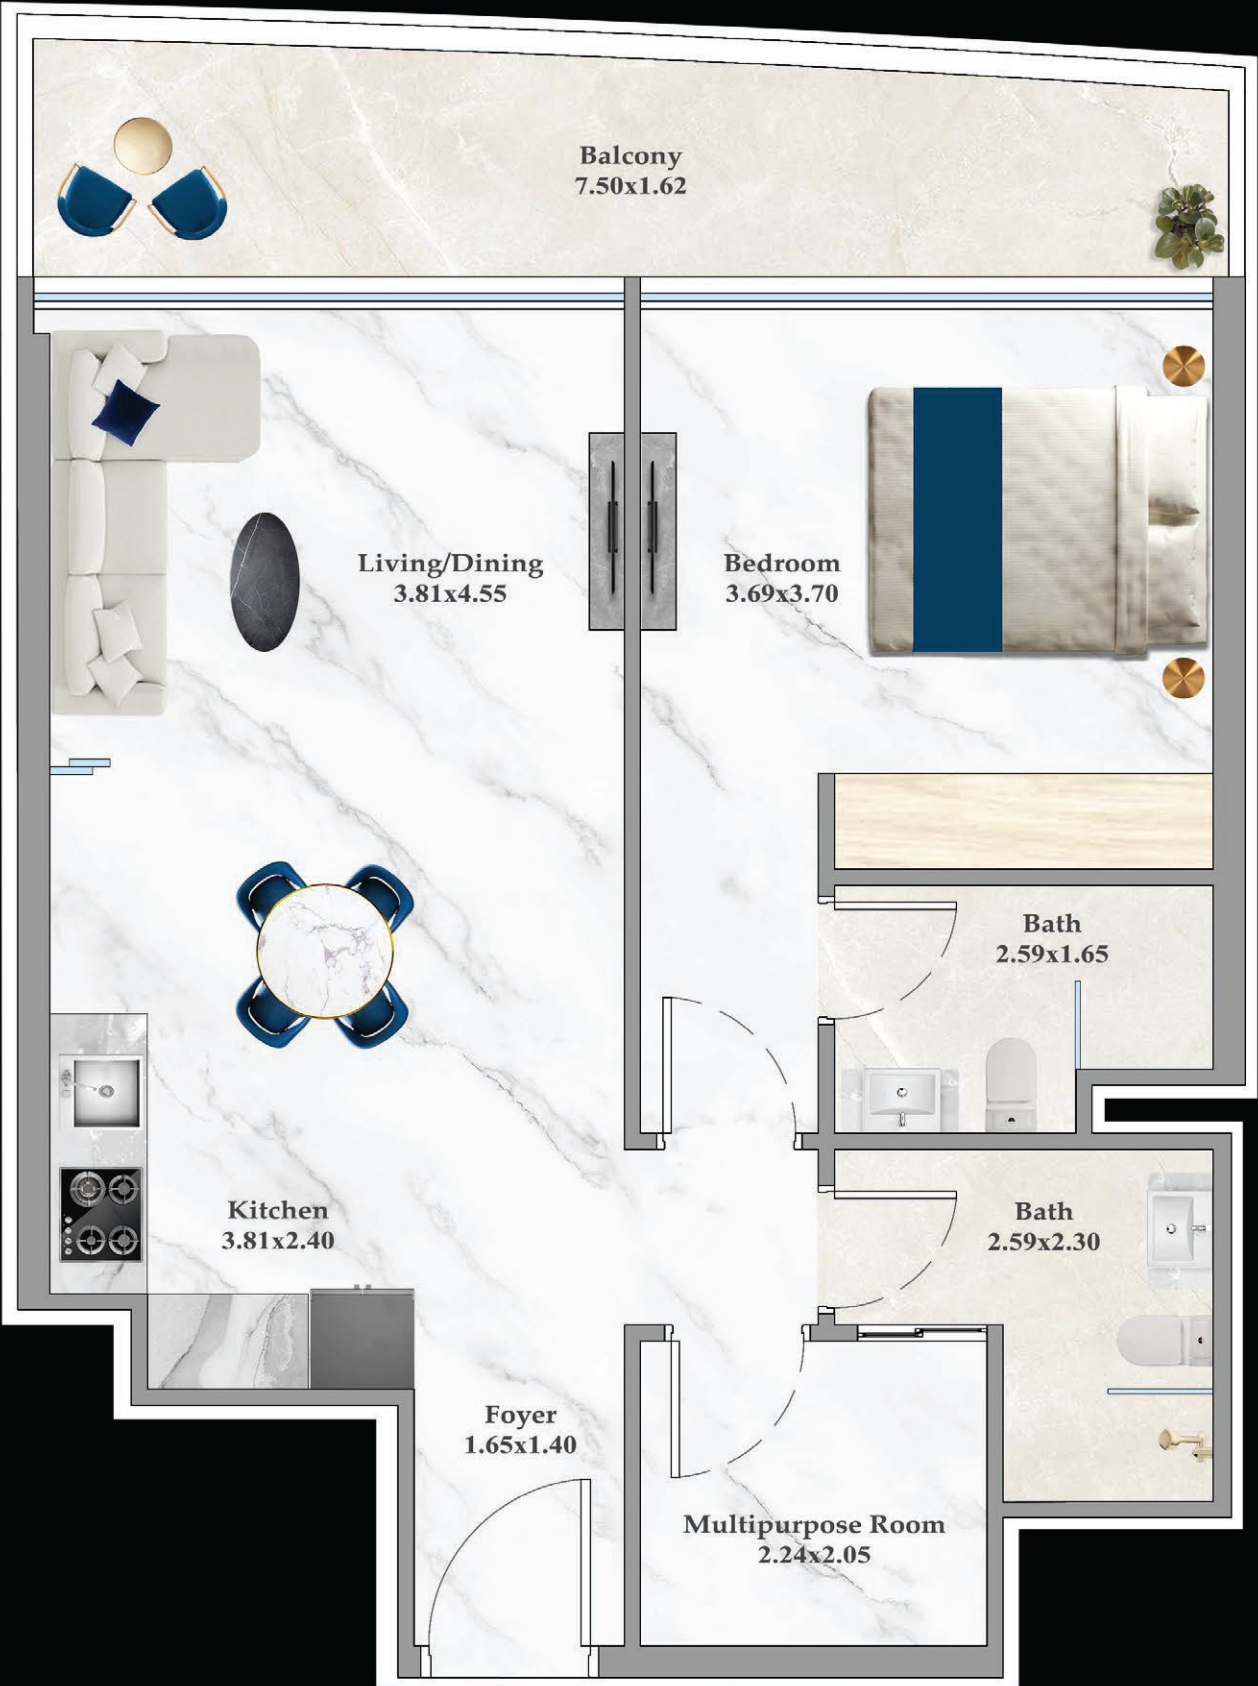 Balcony
7.50x1.62
Living/Dining
3.81x4.55
Bedroom
3.69x3.70
Bath
2.59x1.65
Kitchen
3.81x2.40
Bath
2.59x2.30
Foyer
1.65x1.40
Multipurpose Room
2.24x2.05